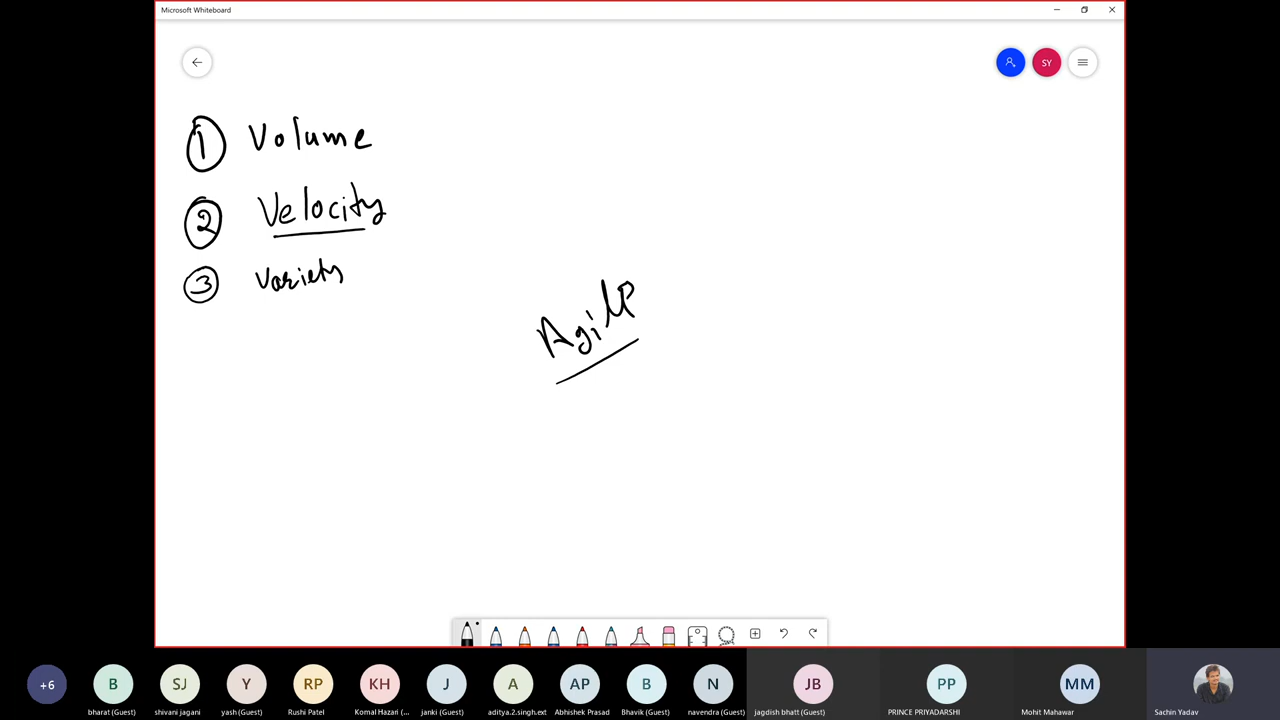 Microsoft Whiteboard
SY
1 Volume
2 Velocity
3 Variety
Agile
+6
B
SJ
Y
RP
KH
J
A
AP
B
N
JB
PP
MM
bharat (Guest)
shivani jagani
yash (Guest)
Rushi Patel
Komal Hazari (...
janki (Guest)
aditya.2.singh.ext
Abhishek Prasad
Bhavik (Guest)
navendra (Guest)
jagdish bhatt (Guest)
PRINCE PRIYADARSHI
Mohit Mahawar
Sachin Yadav